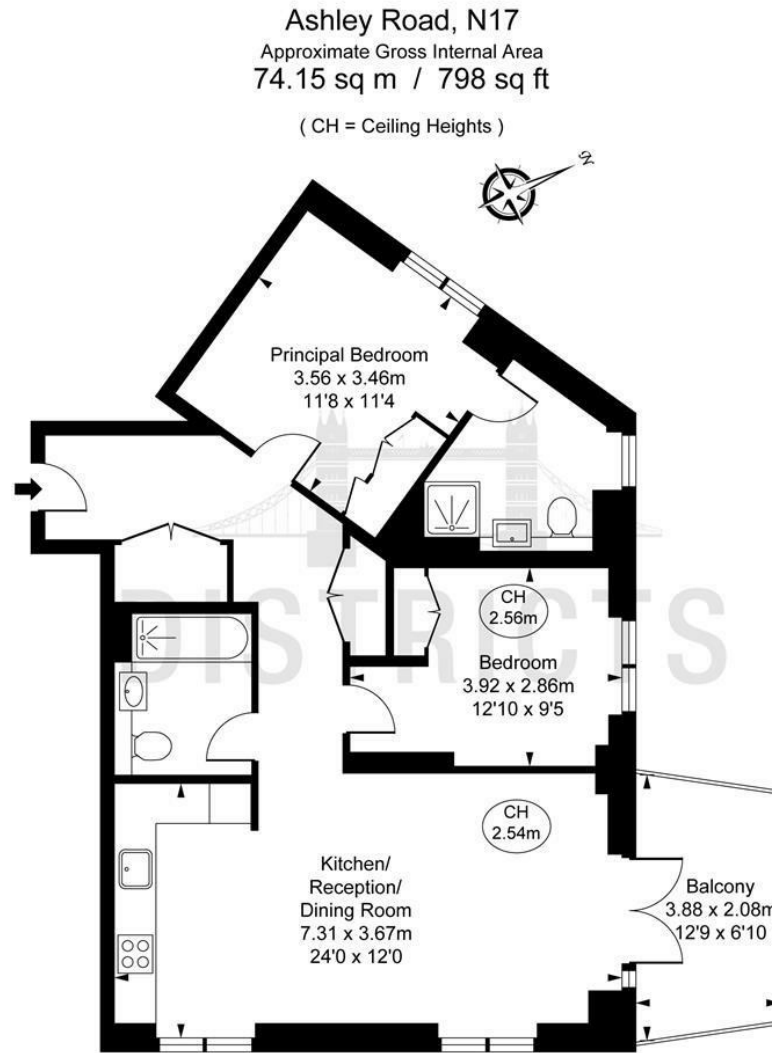 Ashley Road, N17
Approximate Gross Internal Area
74.15 sq m / 798 sq ft
( CH = Ceiling Heights )
N
Principal Bedroom
3.56 x 3.46m
11'8 x 11'4
CH
2.56m
DISTRICTS
Bedroom
3.92 x 2.86m
12'10 x 9'5
CH
2.54m
Kitchen/
Reception/
Dining Room
7.31 x 3.67m
24'0 x 12'0
Balcony
3.88 x 2.08m
12'9 x 6'10